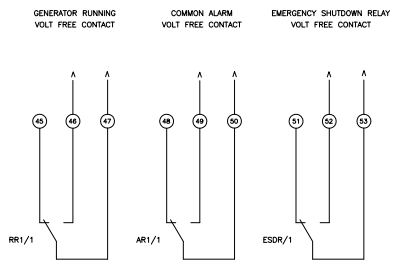 GENERATOR RUNNING
VOLT FREE CONTACT
COMMON ALARM
VOLT FREE CONTACT
EMERGENCY SHUTDOWN RELAY
VOLT FREE CONTACT
45 46 47 48 49 50 51 52 53
RR1/1 AR1/1 ESDR/1